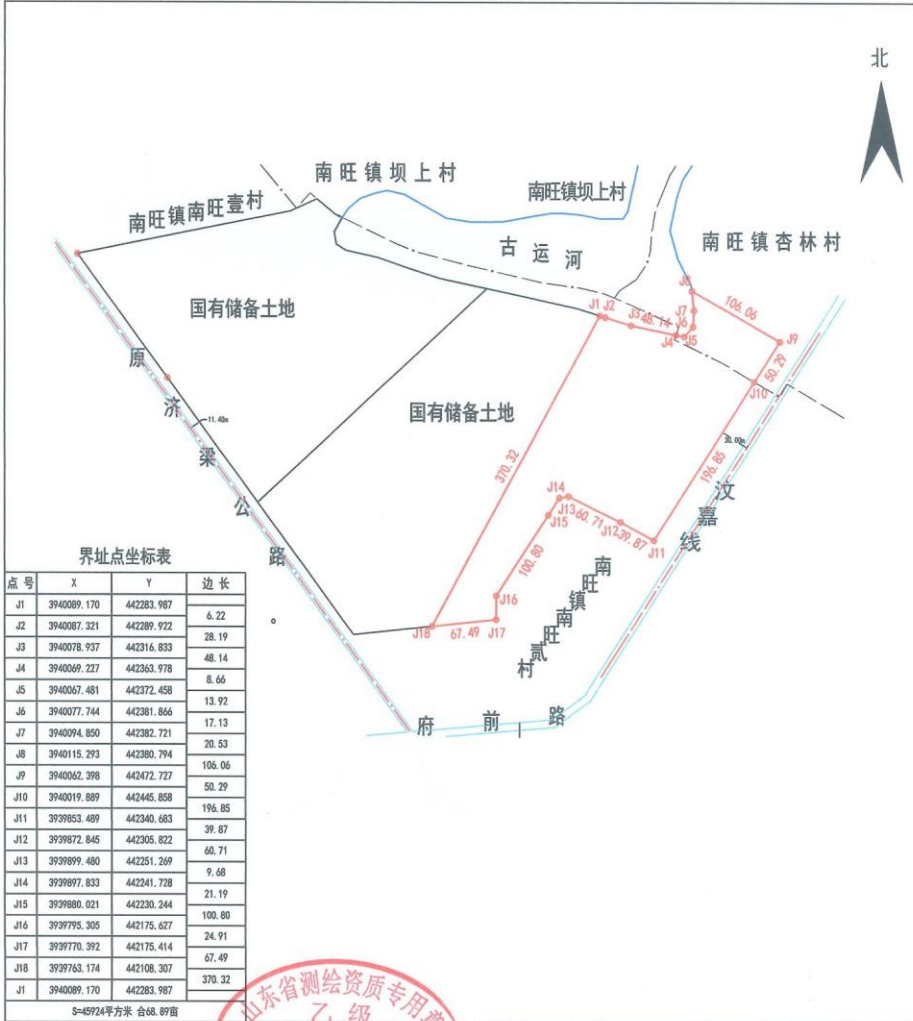 北
南旺镇坝上村
南旺镇坝上村
南旺镇南旺壹村
古运河
南旺镇杏林村
国有储备土地
国有储备土地
J1
J2
J3
48.14
J4
J5
J6
J7
J8
106.06
J9
50.29
J10
30.00m
196.85
汶嘉线
原济梁公路
11.40m
370.32
J14
J13
J15
60.71
J12
39.87
J11
100.80
J16
J17
J18
67.49
南旺镇南旺贰村
府前路
界址点坐标表
点号 X Y 边长
J1 3940089.170 442283.987
6.22
J2 3940087.321 442289.922
28.19
J3 3940078.937 442316.833
48.14
J4 3940069.227 442363.978
8.66
J5 3940067.481 442372.458
13.92
J6 3940077.744 442381.866
17.13
J7 3940094.850 442382.721
20.53
J8 3940115.293 442380.794
106.06
J9 3940062.398 442472.727
50.29
J10 3940019.889 442445.858
196.85
J11 3939853.489 442340.683
39.87
J12 3939872.845 442305.822
60.71
J13 3939899.480 442251.269
9.68
J14 3939897.833 442241.728
21.19
J15 3939880.021 442230.244
100.80
J16 3939795.305 442175.627
24.91
J17 3939770.392 442175.414
67.49
J18 3939763.174 442108.307
370.32
J1 3940089.170 442283.987
S=45924平方米 合68.89亩
山东省测绘资质专用章
乙级